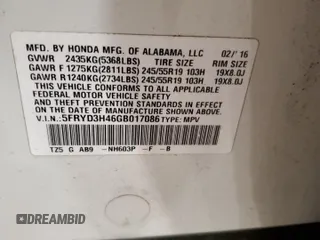 MFD. BY HONDA MFG. OF ALABAMA, LLC 02/'16
GVWR 2435KG(5368LBS) TIRE SIZE RIM SIZE
GAWR F 1275KG(2811LBS) 245/55R19 103H 19X8.0J
GAWR R 1240KG(2734LBS) 245/55R19 103H 19X8.0J
THIS VEHICLE CONFORMS TO ALL APPLICABLE
FEDERAL MOTOR VEHICLE SAFETY
AND THEFT PREVENTION STANDARDS IN
EFFECT ON THE DATE OF MANUFACTURE
SHOWN ABOVE.
V.I.N.: 5FRYD3H46GB017086 TYPE: MPV
TZ5 G AB9 -NH603P -F -B
DREAMBID